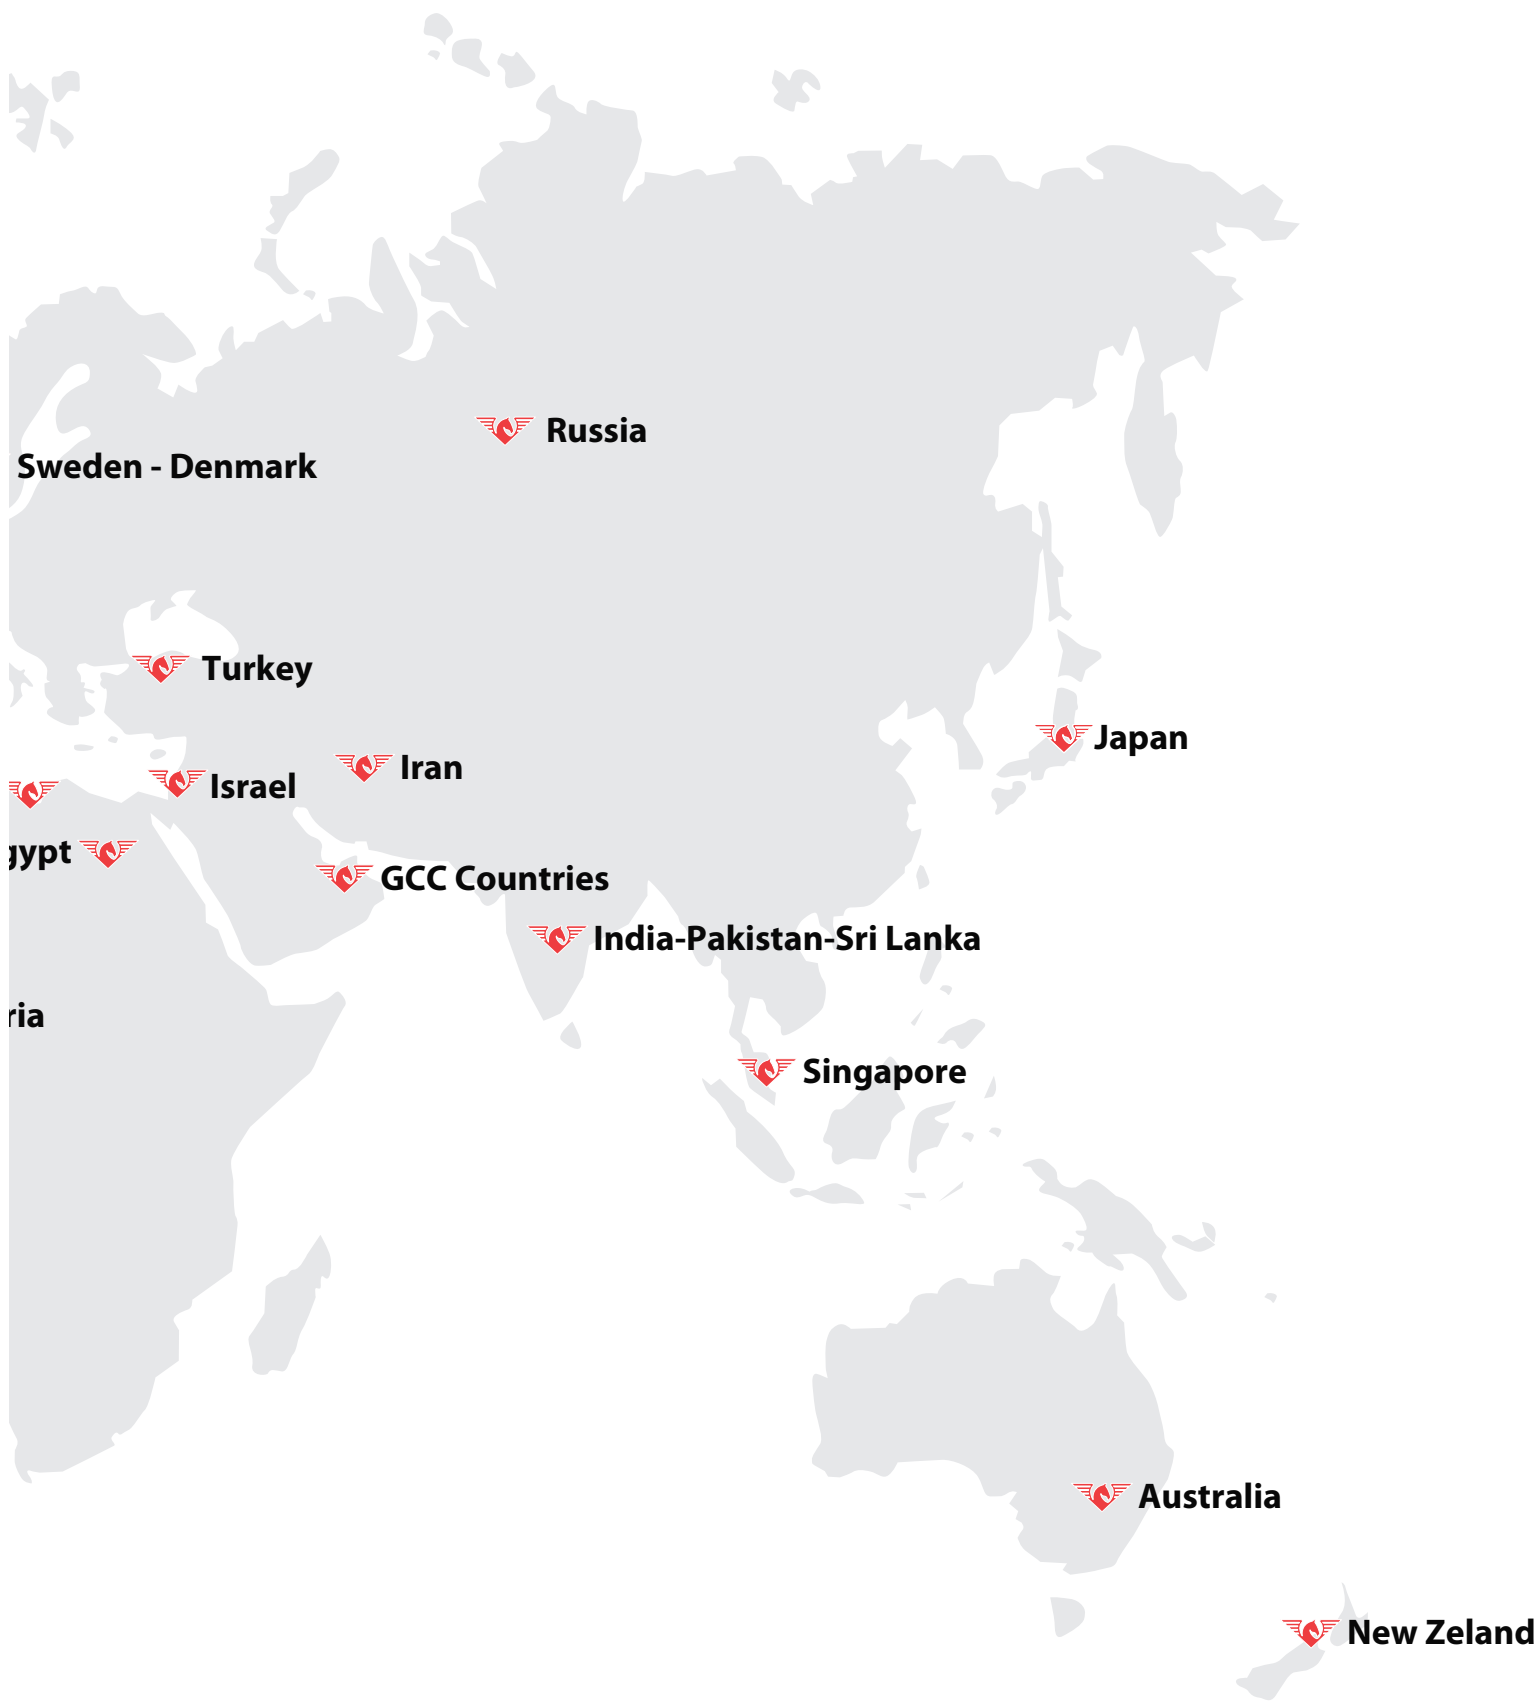 Russia
Sweden - Denmark
Turkey
Japan
Iran
Israel
gypt
GCC Countries
India-Pakistan-Sri Lanka
ria
Singapore
Australia
New Zeland